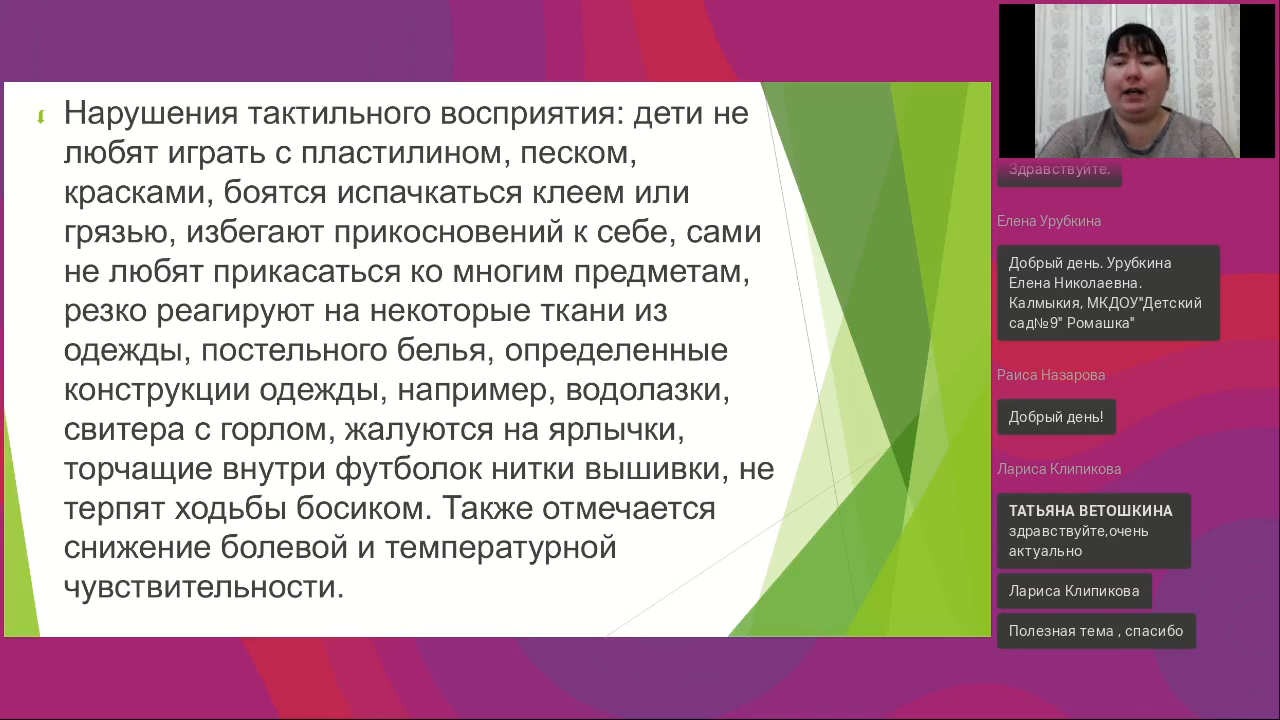 Нарушения тактильного восприятия: дети не
любят играть с пластилином, песком,
красками, боятся испачкаться клеем или
грязью, избегают прикосновений к себе, сами
не любят прикасаться ко многим предметам,
резко реагируют на некоторые ткани из
одежды, постельного белья, определенные
конструкции одежды, например, водолазки,
свитера с горлом, жалуются на ярлычки,
торчащие внутри футболок нитки вышивки, не
терпят ходьбы босиком. Также отмечается
снижение болевой и температурной
чувствительности.
Здравствуйте.
Елена Урубкина
Добрый день. Урубкина
Елена Николаевна.
Калмыкия, МКДОУ"Детский
сад№9" Ромашка"
Раиса Назарова
Добрый день!
Лариса Клипикова
ТАТЬЯНА ВЕТОШКИНА
здравствуйте,очень
актуально
Лариса Клипикова
Полезная тема , спасибо